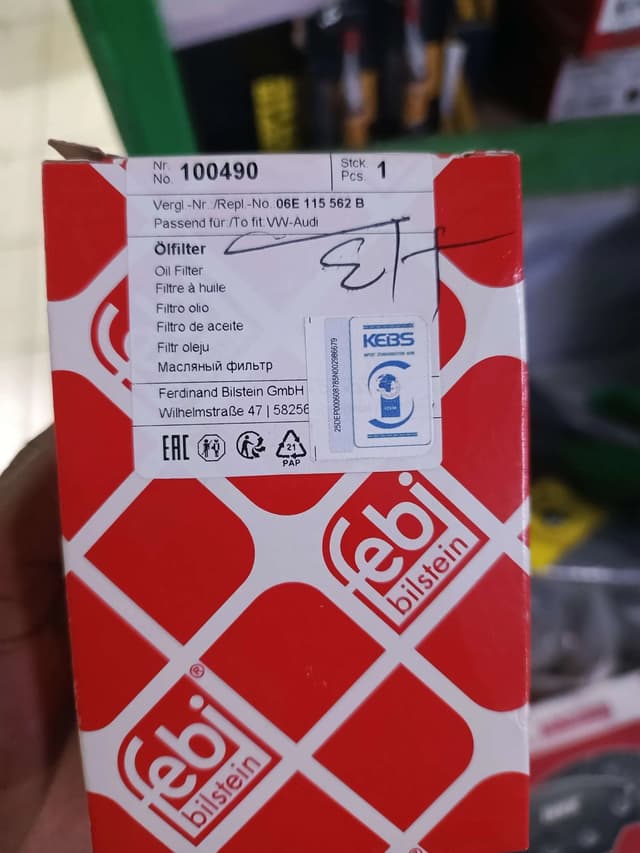 Nr.
No. 100490
Stck.
Pcs. 1
Vergl.-Nr./Repl.-No. 06E 115 562 B
Passend für:/To fit:VW-Audi
Ölfilter
Oil Filter
Filtre à huile
Filtro olio
Filtro de aceite
Filtr oleju
Масляный фильтр
Ferdinand Bilstein GmbH
Wilhelmstraße 47 | 58256
KEBS
EAC
21
PAP
febi
bilstein
febi®
bilstein